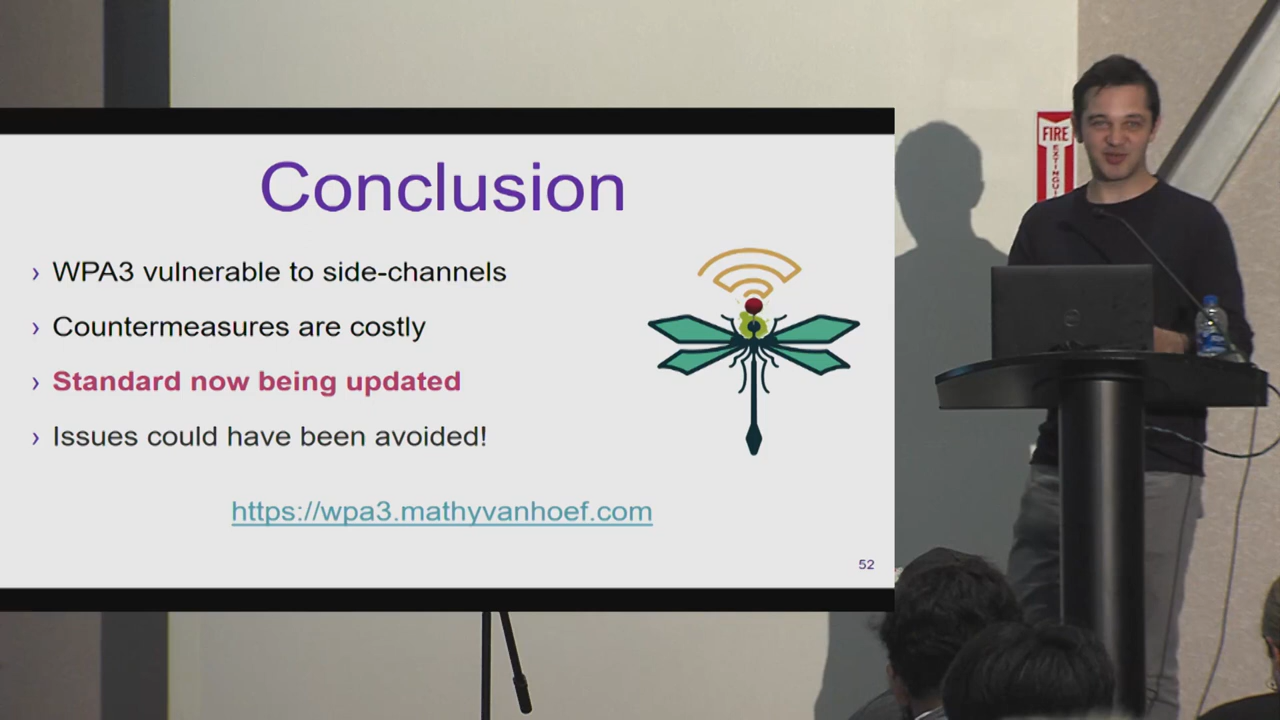 Conclusion
› WPA3 vulnerable to side-channels
› Countermeasures are costly
› Standard now being updated
› Issues could have been avoided!
https://wpa3.mathyvanhoef.com
52
FIRE